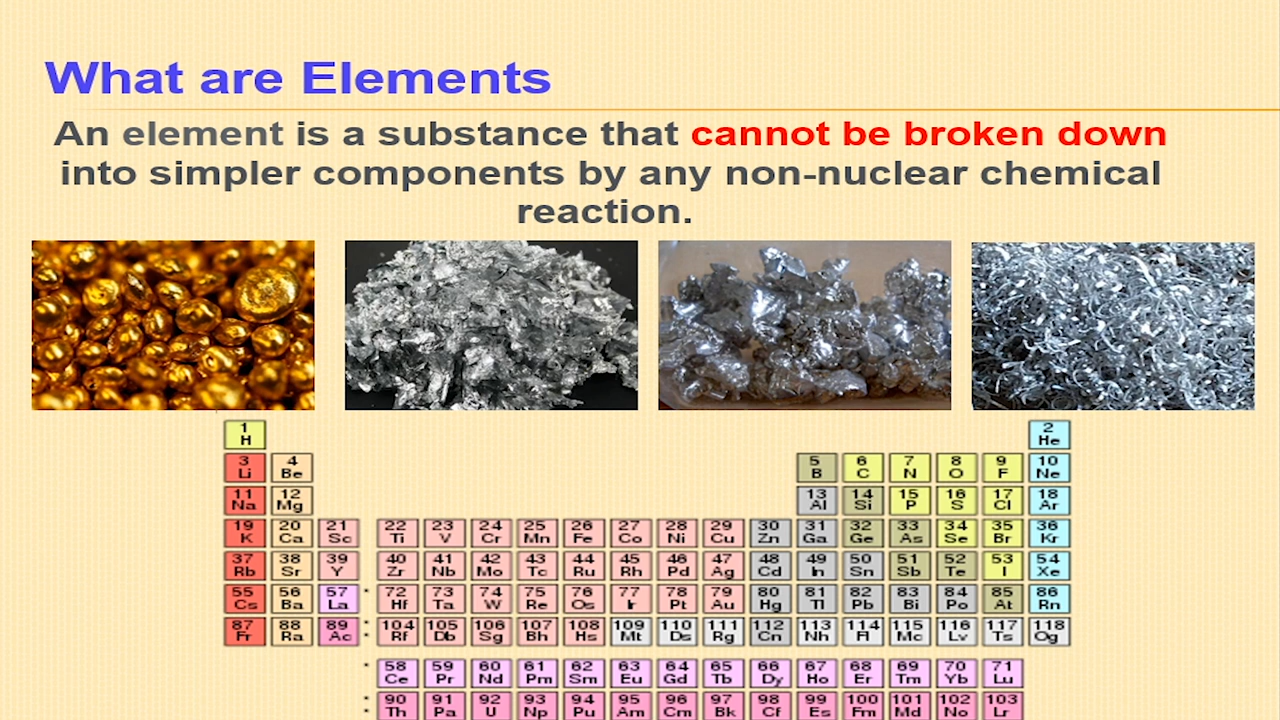 What are Elements
An element is a substance that cannot be broken down
into simpler components by any non-nuclear chemical
reaction.
1 2
H He
3 4 5 6 7 8 9 10
Li Be B C N O F Ne
11 12 13 14 15 16 17 18
Na Mg Al Si P S Cl Ar
19 20 21 22 23 24 25 26 27 28 29 30 31 32 33 34 35 36
K Ca Sc Ti V Cr Mn Fe Co Ni Cu Zn Ga Ge As Se Br Kr
37 38 39 40 41 42 43 44 45 46 47 48 49 50 51 52 53 54
Rb Sr Y Zr Nb Mo Tc Ru Rh Pd Ag Cd In Sn Sb Te I Xe
55 56 57 72 73 74 75 76 77 78 79 80 81 82 83 84 85 86
Cs Ba La Hf Ta W Re Os Ir Pt Au Hg Tl Pb Bi Po At Rn
87 88 89 104 105 106 107 108 109 110 111 112 113 114 115 116 117 118
Fr Ra Ac Rf Db Sg Bh Hs Mt Ds Rg Cn Nh Fl Mc Lv Ts Og
58 59 60 61 62 63 64 65 66 67 68 69 70 71
Ce Pr Nd Pm Sm Eu Gd Tb Dy Ho Er Tm Yb Lu
90 91 92 93 94 95 96 97 98 99 100 101 102 103
Th Pa U Np Pu Am Cm Bk Cf Es Fm Md No Lr